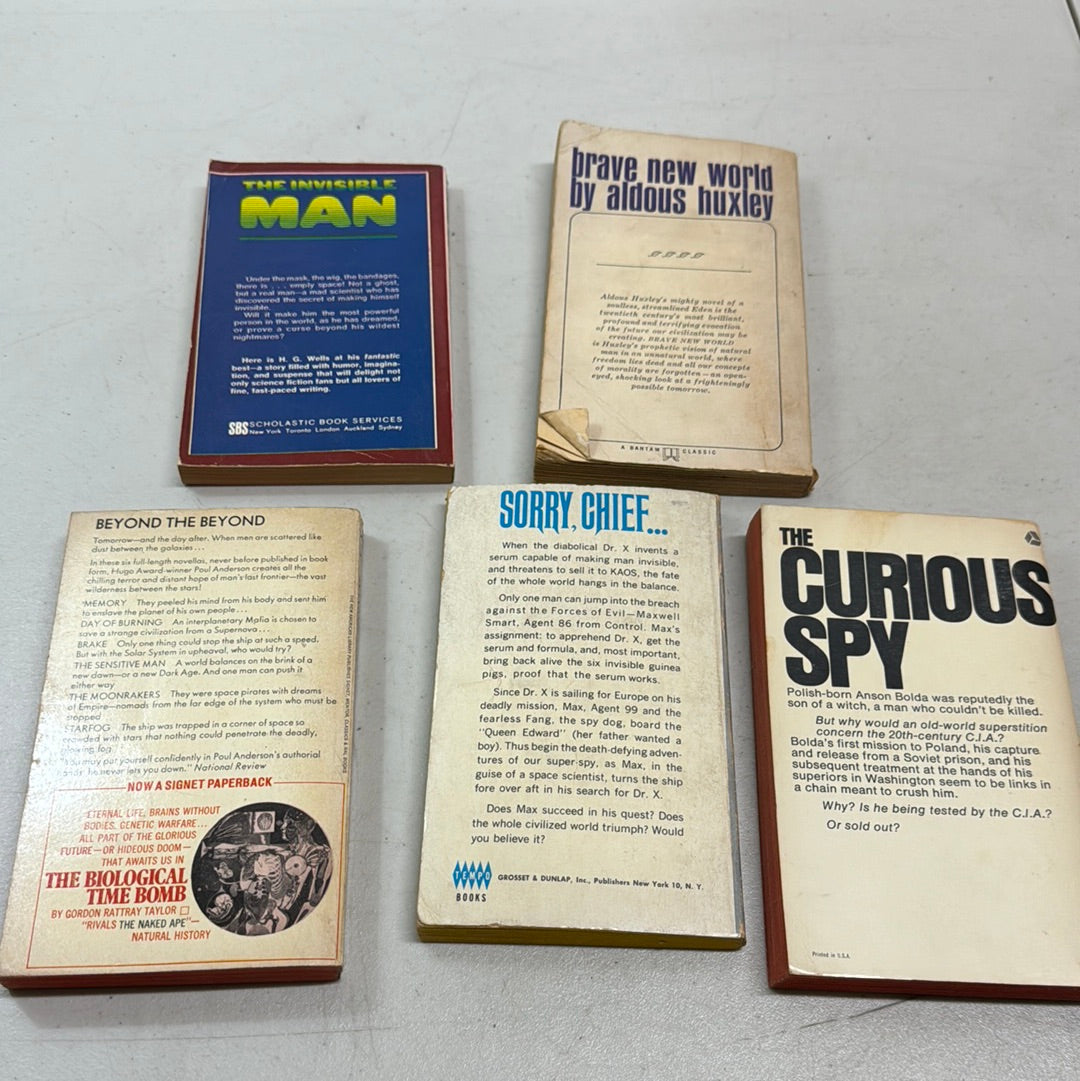 THE INVISIBLE
MAN
Under the mask, the wig, the bandages,
there is . . . empty space! Not a ghost,
but a real man—a mad scientist who has
discovered the secret of making himself
invisible.
Will it make him the most powerful
person in the world, as he has dreamed,
or prove a curse beyond his wildest
nightmares?
Here is H. G. Wells at his fantastic
best—a story filled with humor, imagina-
tion, and suspense that will delight not
only science fiction fans but all lovers of
fine, fast-paced writing.
SBS SCHOLASTIC BOOK SERVICES
New York Toronto London Auckland Sydney
brave new world
by aldous huxley
Aldous Huxley's mighty novel of a
soulless, streamlined Eden is the
twentieth century's most brilliant,
profound and terrifying evocation
of the future our civilization may be
creating. BRAVE NEW WORLD
is Huxley's prophetic vision of natural
man in an unnatural world, where
freedom lies dead and all our concepts
of morality are forgotten—an open-
eyed, shocking look at a frighteningly
possible tomorrow.
A BANTAM CLASSIC
BEYOND THE BEYOND
Tomorrow—and the day after. When men are scattered like
dust between the galaxies . . .
In these six full-length novellas, never before published in book
form, Hugo Award-winner Poul Anderson creates all the
chilling terror and distant hope of man's last frontier—the vast
wilderness between the stars!
MEMORY They peeled his mind from his body and sent him
to enslave the planet of his own people . . .
DAY OF BURNING An interplanetary Mafia is chosen to
save a strange civilization from a Supernova . . .
BRAKE Only one thing could stop the ship at such a speed.
But with the Solar System in upheaval, who would try?
THE SENSITIVE MAN A world balances on the brink of a
new dawn—or a new Dark Age. And one man can push it
either way
THE MOONRAKERS They were space pirates with dreams
of Empire—nomads from the far edge of the system who must be
stopped
STARFOG The ship was trapped in a corner of space so
crowded with stars that nothing could penetrate the deadly,
glowing fog
"You may put yourself confidently in Poul Anderson's authorial
hands: he never lets you down." National Review
NOW A SIGNET PAPERBACK
ETERNAL LIFE, BRAINS WITHOUT
BODIES, GENETIC WARFARE...
ALL PART OF THE GLORIOUS
FUTURE—OR HIDEOUS DOOM—
THAT AWAITS US IN
THE BIOLOGICAL
TIME BOMB
BY GORDON RATTRAY TAYLOR
"RIVALS THE NAKED APE"—
NATURAL HISTORY
SORRY, CHIEF...
When the diabolical Dr. X invents a
serum capable of making man invisible,
and threatens to sell it to KAOS, the fate
of the whole world hangs in the balance.
Only one man can jump into the breach
against the Forces of Evil—Maxwell
Smart, Agent 86 from Control. Max's
assignment: to apprehend Dr. X, get the
serum and formula, and, most important,
bring back alive the six invisible guinea
pigs, proof that the serum works.
Since Dr. X is sailing for Europe on his
deadly mission, Max, Agent 99 and the
fearless Fang, the spy dog, board the
"Queen Edward" (her father wanted a
boy). Thus begin the death-defying adven-
tures of our super-spy, as Max, in the
guise of a space scientist, turns the ship
fore over aft in his search for Dr. X.
Does Max succeed in his quest? Does
the whole civilized world triumph? Would
you believe it?
TEMPO
BOOKS
GROSSET & DUNLAP, Inc., Publishers New York 10, N. Y.
THE
CURIOUS
SPY
Polish-born Anson Bolda was reputedly the
son of a witch, a man who couldn't be killed.
But why would an old-world superstition
concern the 20th-century C.I.A.?
Bolda's first mission to Poland, his capture
and release from a Soviet prison, and his
subsequent treatment at the hands of his
superiors in Washington seem to be links in
a chain meant to crush him.
Why? Is he being tested by the C.I.A.?
Or sold out?
Printed in U.S.A.